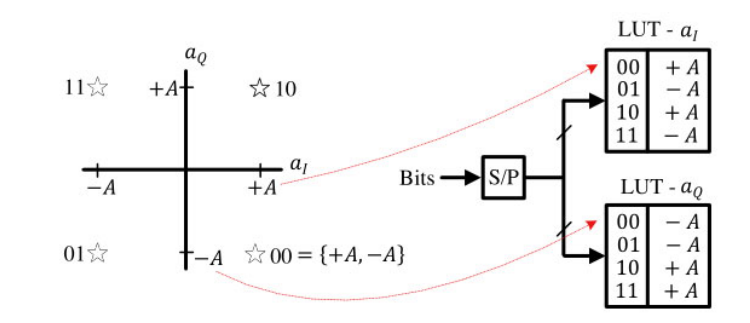 a_Q
11☆ +A ☆ 10
a_I
−A +A
01☆ −A ☆ 00 = {+A, −A}
Bits S/P
LUT - a_I
00 + A
01 − A
10 + A
11 − A
LUT - a_Q
00 − A
01 − A
10 + A
11 + A